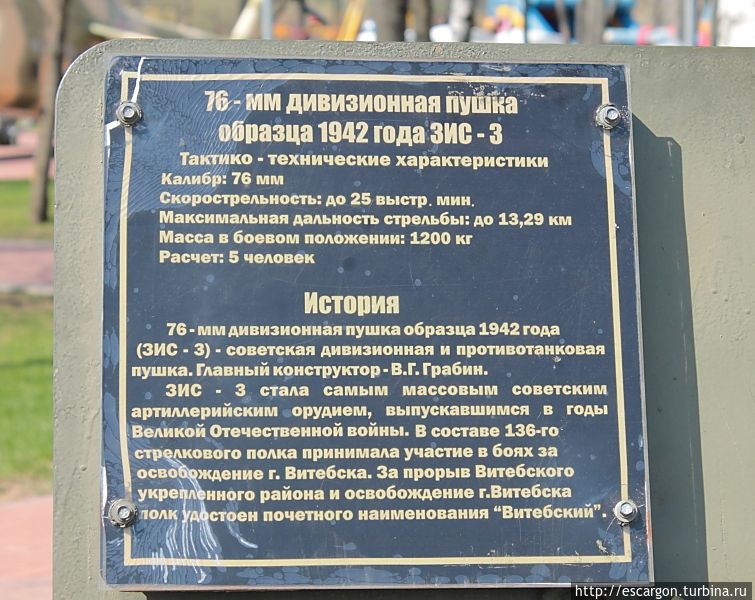 76 - мм дивизионная пушка
образца 1942 года ЗИС - 3
Тактико - технические характеристики
Калибр: 76 мм
Скорострельность: до 25 выстр. мин.
Максимальная дальность стрельбы: до 13,29 км
Масса в боевом положении: 1200 кг
Расчет: 5 человек
История
76 - мм дивизионная пушка образца 1942 года
(ЗИС - 3) - советская дивизионная и противотанковая
пушка. Главный конструктор - В.Г. Грабин.
ЗИС - 3 стала самым массовым советским
артиллерийским орудием, выпускавшимся в годы
Великой Отечественной войны. В составе 136-го
стрелкового полка принимала участие в боях за
освобождение г. Витебска. За прорыв Витебского
укрепленного района и освобождение г.Витебска
полк удостоен почетного наименования “Витебский”.
https://escargon.turbina.ru/